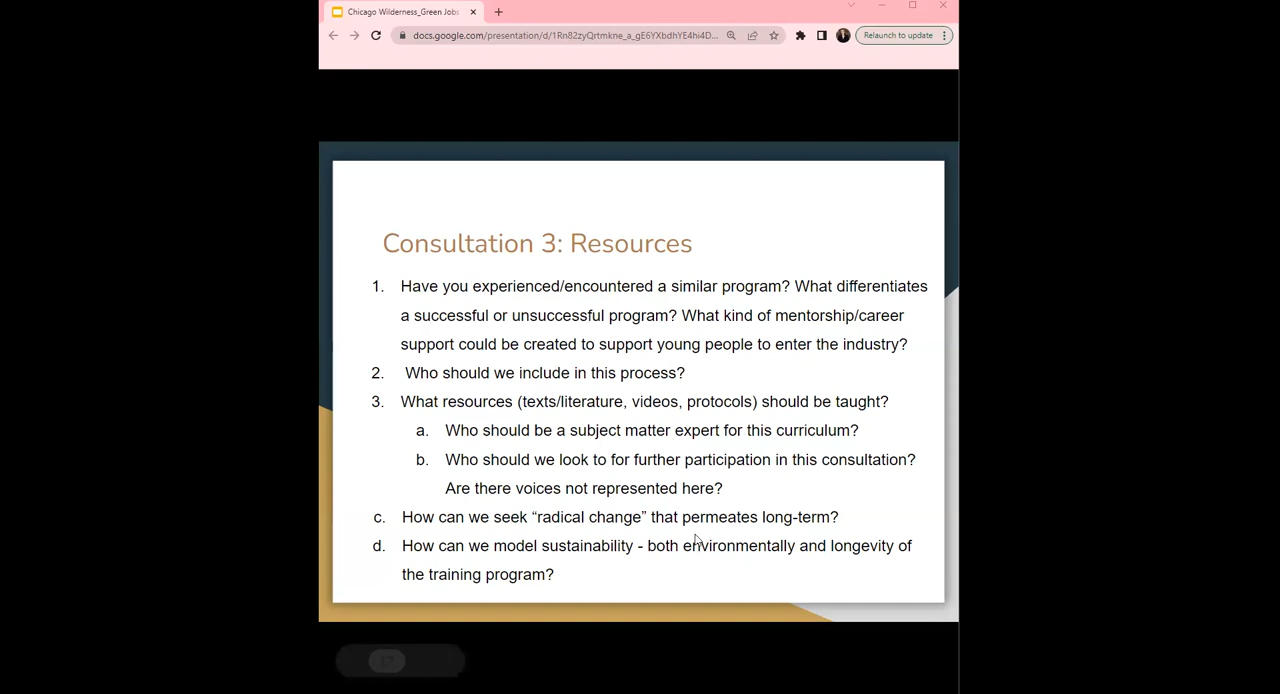 Chicago Wilderness_Green Jobs
docs.google.com/presentation/d/1Rn82zyQrtmkne_a_gE6YXbdhYE4hi4D...
Relaunch to update
Consultation 3: Resources
1. Have you experienced/encountered a similar program? What differentiates
a successful or unsuccessful program? What kind of mentorship/career
support could be created to support young people to enter the industry?
2. Who should we include in this process?
3. What resources (texts/literature, videos, protocols) should be taught?
a. Who should be a subject matter expert for this curriculum?
b. Who should we look to for further participation in this consultation?
Are there voices not represented here?
c. How can we seek “radical change” that permeates long-term?
d. How can we model sustainability - both environmentally and longevity of
the training program?